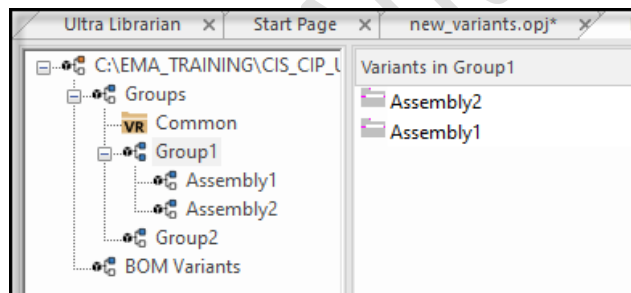 Ultra Librarian × Start Page × new_variants.opj* ×
C:\EMA_TRAINING\CIS_CIP_U
Groups
VR Common
Group1
Assembly1
Assembly2
Group2
BOM Variants
Variants in Group1
Assembly2
Assembly1